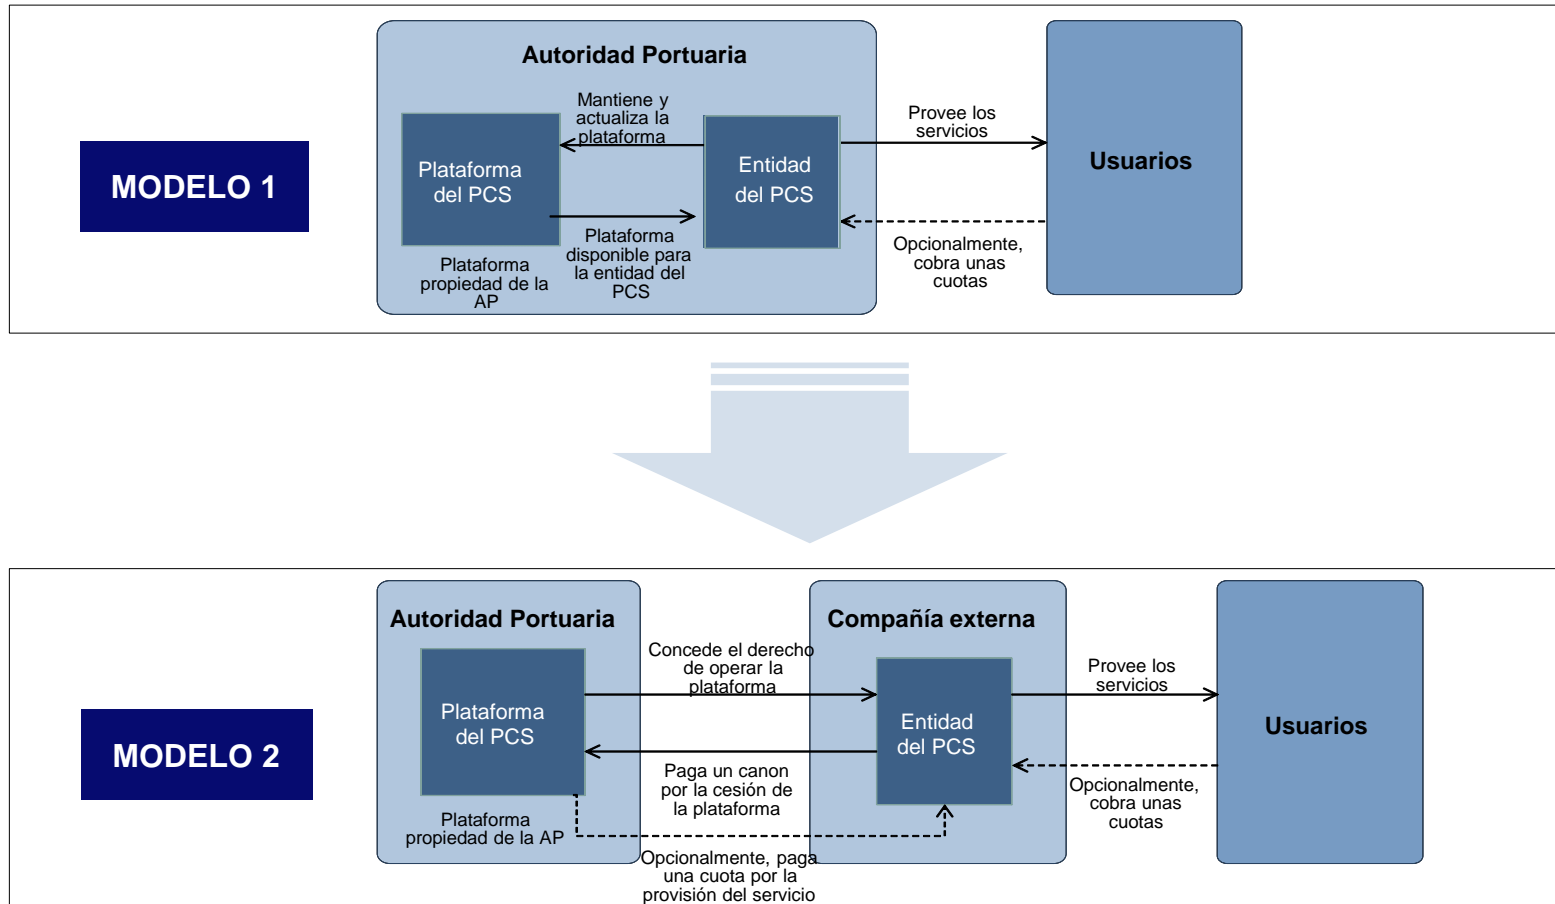 MODELO 1
Autoridad Portuaria
Mantiene y
actualiza la
plataforma
Plataforma
del PCS
Entidad
del PCS
Plataforma
disponible para
la entidad del
PCS
Plataforma
propiedad de la
AP
Provee los
servicios
Opcionalmente,
cobra unas
cuotas
Usuarios
MODELO 2
Autoridad Portuaria
Plataforma
del PCS
Plataforma
propiedad de la AP
Concede el derecho
de operar la
plataforma
Paga un canon
por la cesión de
la plataforma
Opcionalmente, paga
una cuota por la
provisión del servicio
Compañía externa
Entidad
del PCS
Provee los
servicios
Opcionalmente,
cobra unas
cuotas
Usuarios